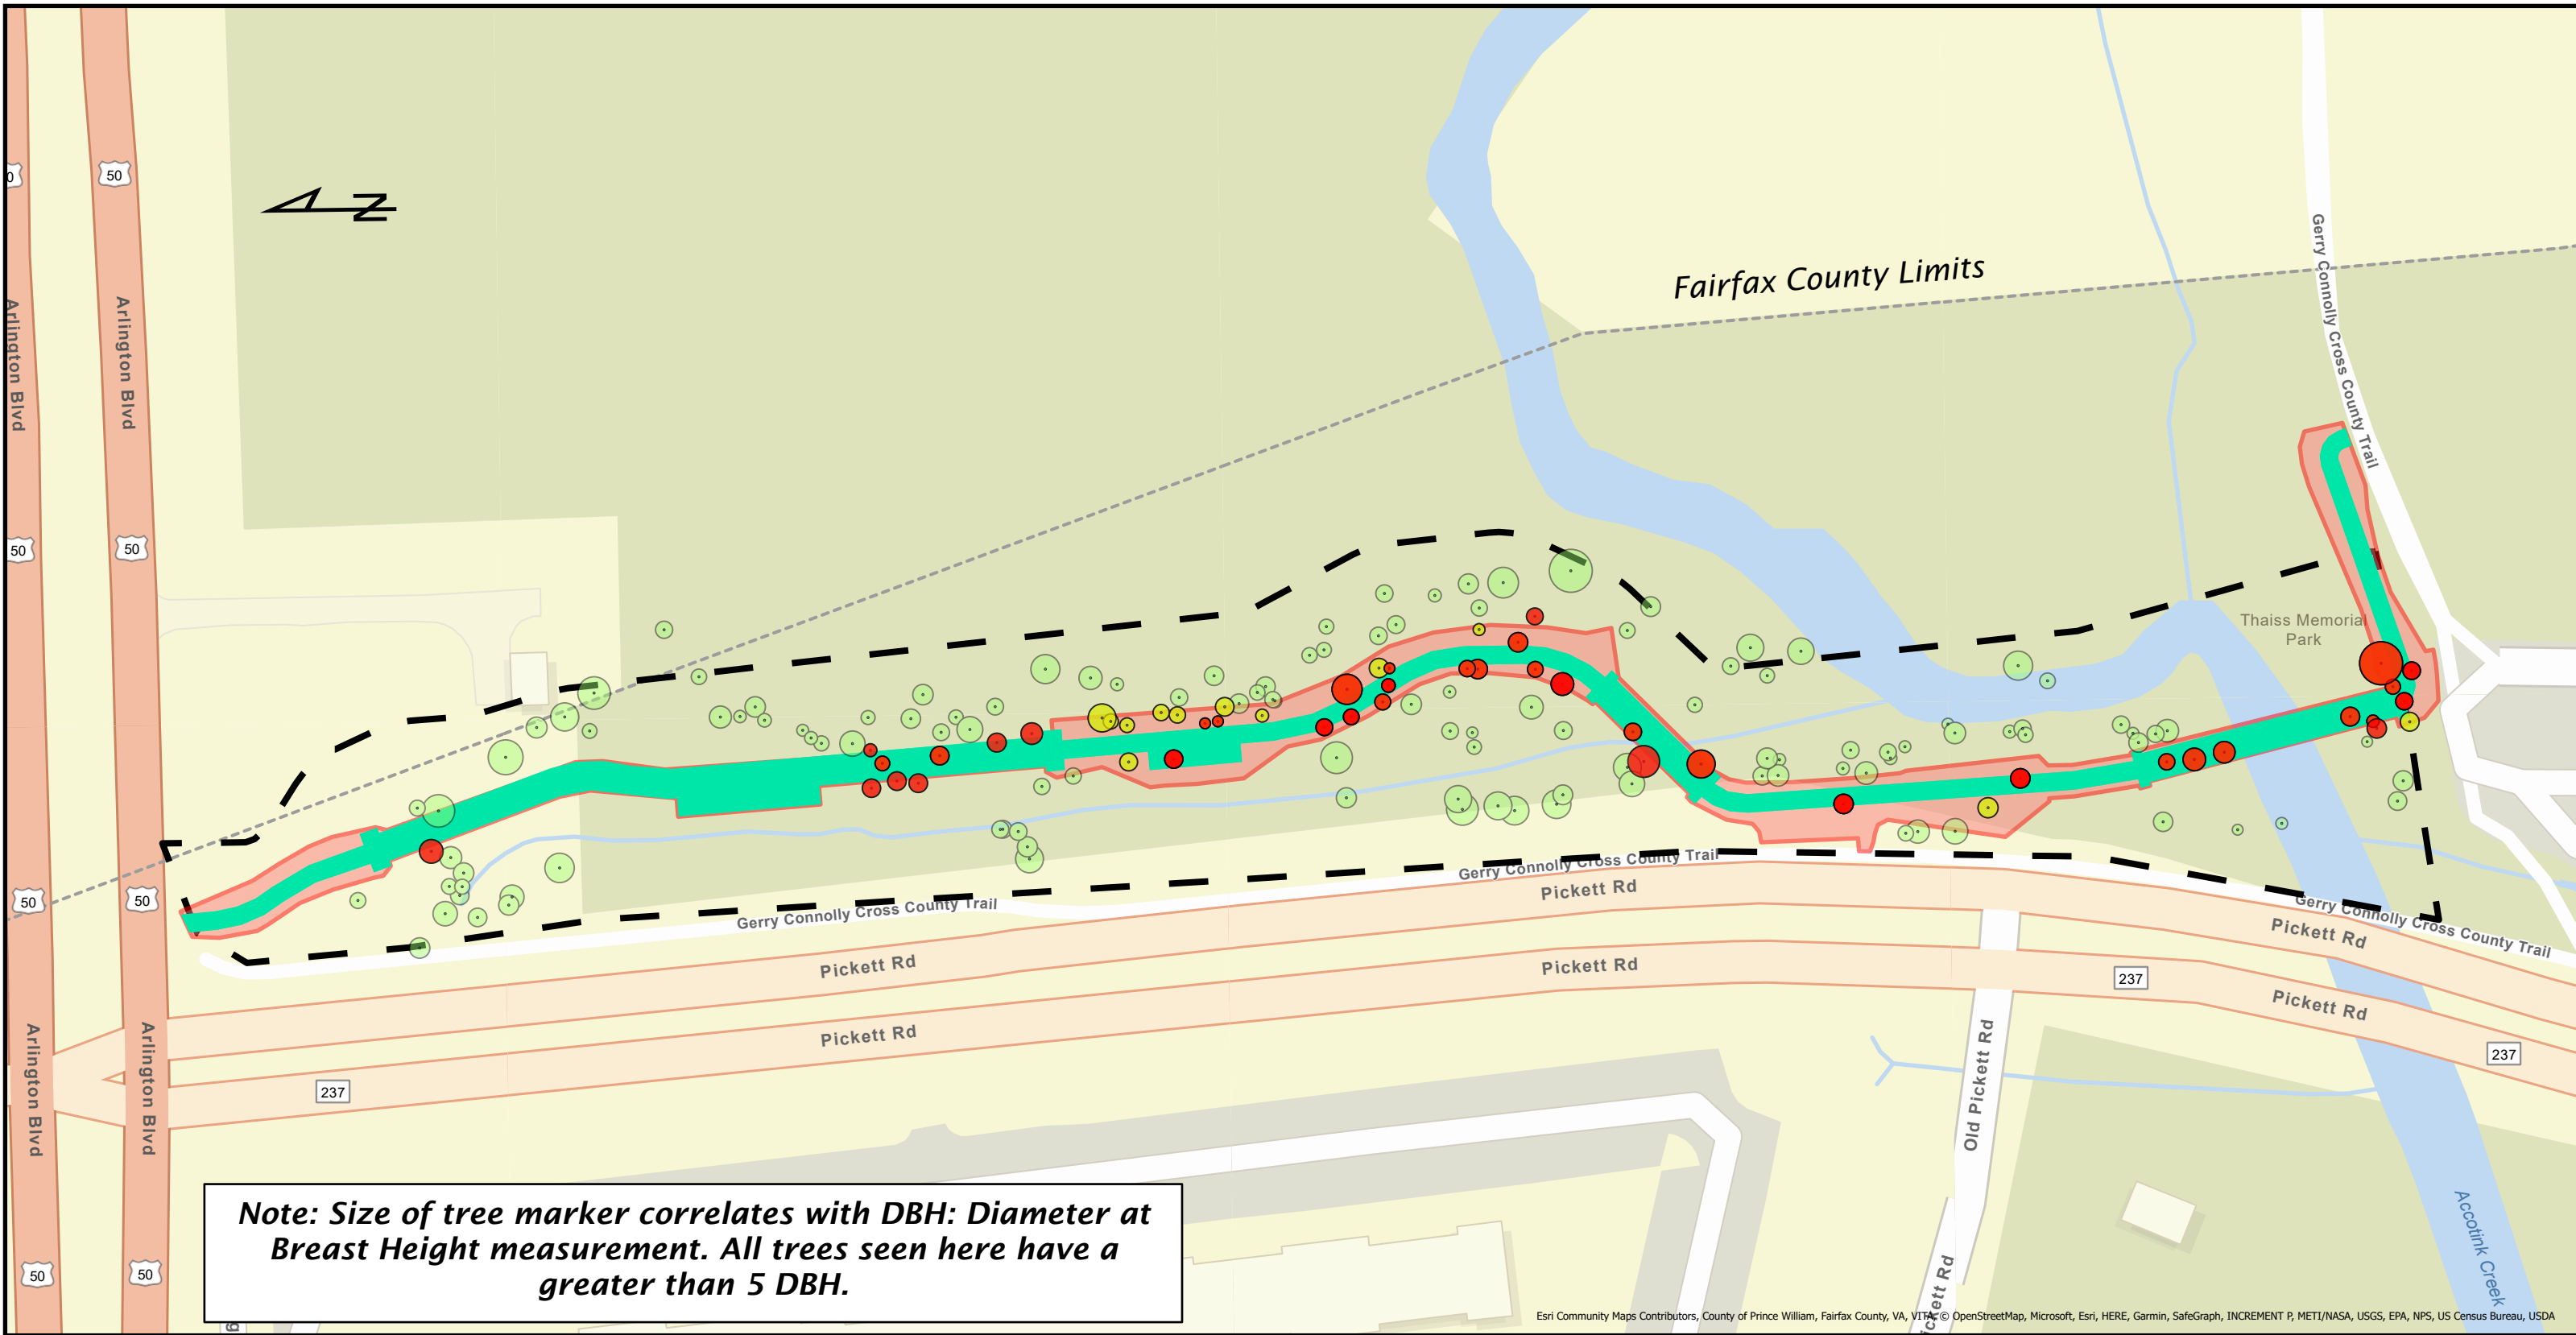 0
50
N
Arlington Blvd
Arlington Blvd
Fairfax County Limits
Gerry Connolly Cross County Trail
50
50
Thaiss Memorial
Park
50
50
Gerry Connolly Cross County Trail
Pickett Rd
Gerry Connolly Cross County Trail
Gerry Connolly Cross County Trail
Pickett Rd
Pickett Rd
Pickett Rd
237
Pickett Rd
Pickett Rd
Arlington Blvd
Arlington Blvd
237
237
Old Pickett Rd
Note: Size of tree marker correlates with DBH: Diameter at
Breast Height measurement. All trees seen here have a
greater than 5 DBH.
50
50
Accotink Creek
ickett Rd
g
Esri Community Maps Contributors, County of Prince William, Fairfax County, VA, VITA, © OpenStreetMap, Microsoft, Esri, HERE, Garmin, SafeGraph, INCREMENT P, METI/NASA, USGS, EPA, NPS, US Census Bureau, USDA